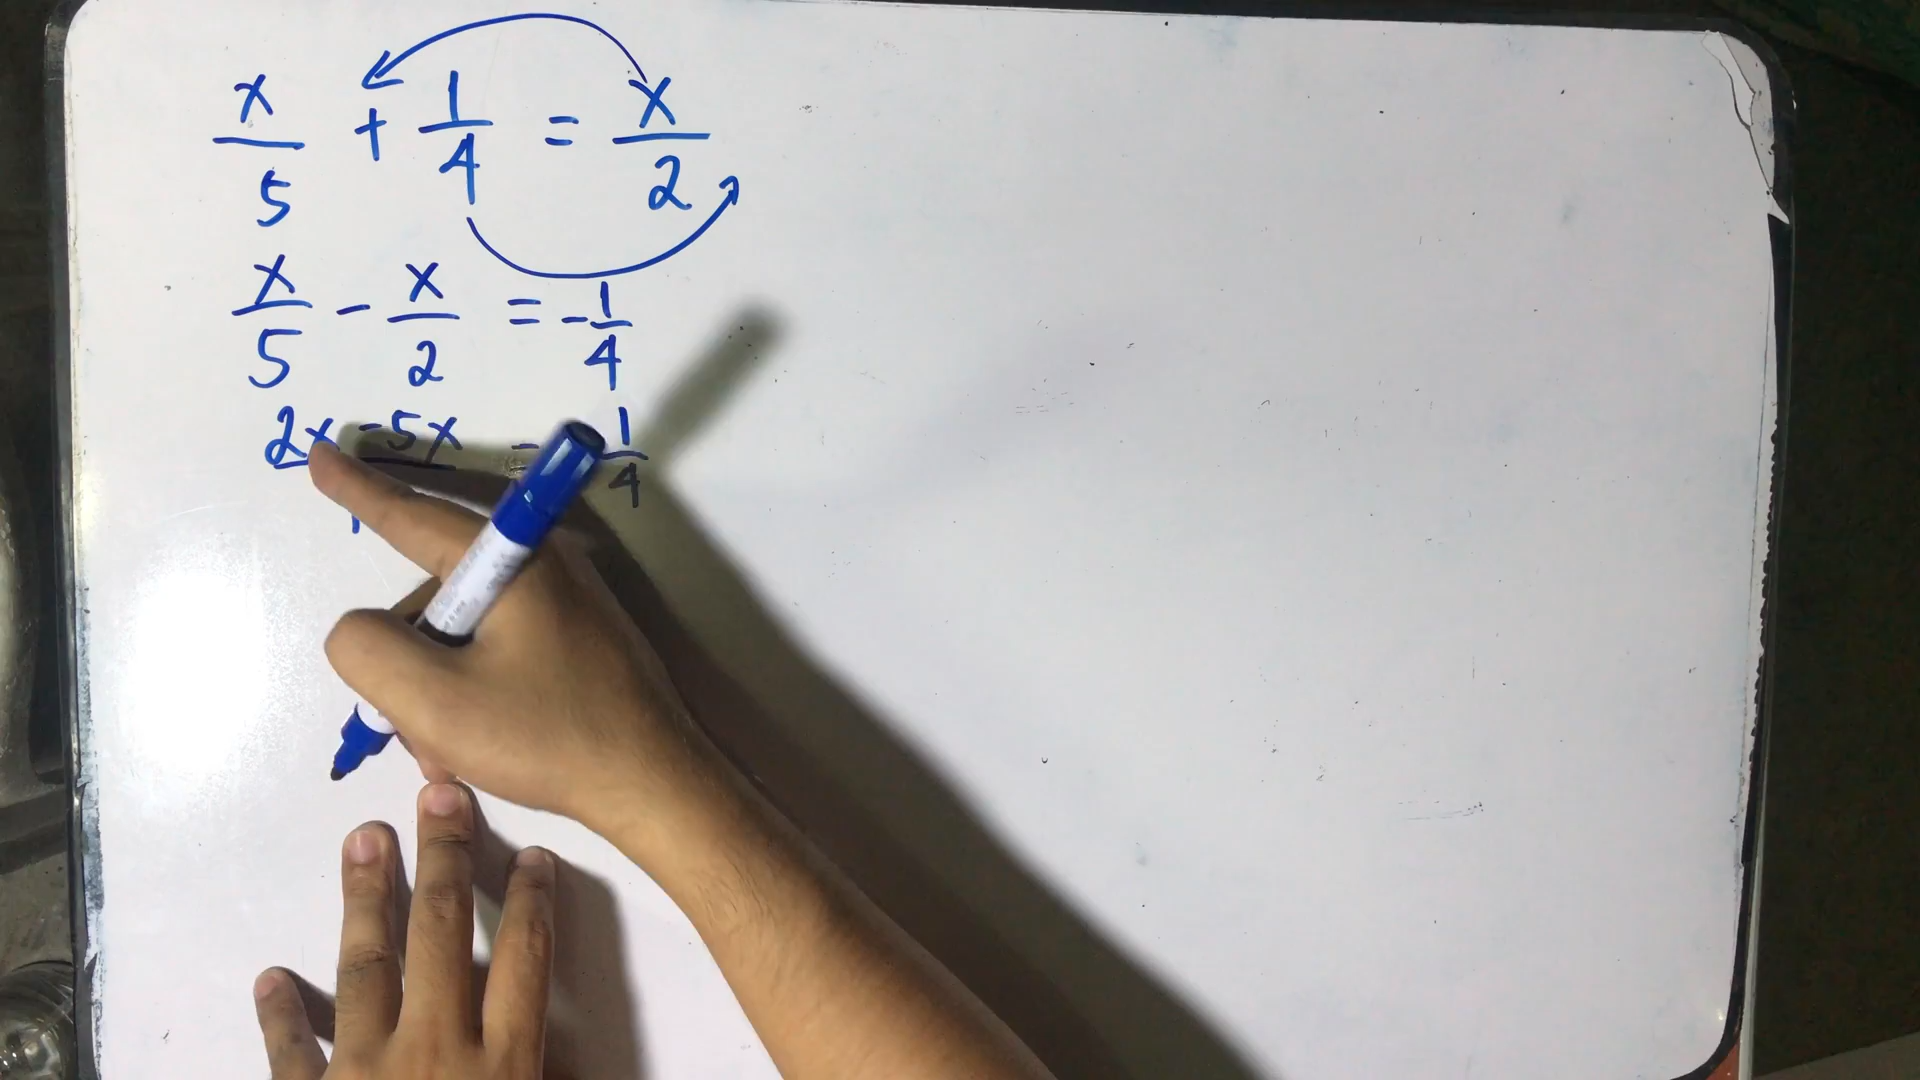 x/5 + 1/4 = x/2
x/5 - x/2 = -1/4
2x - 5x 1/4